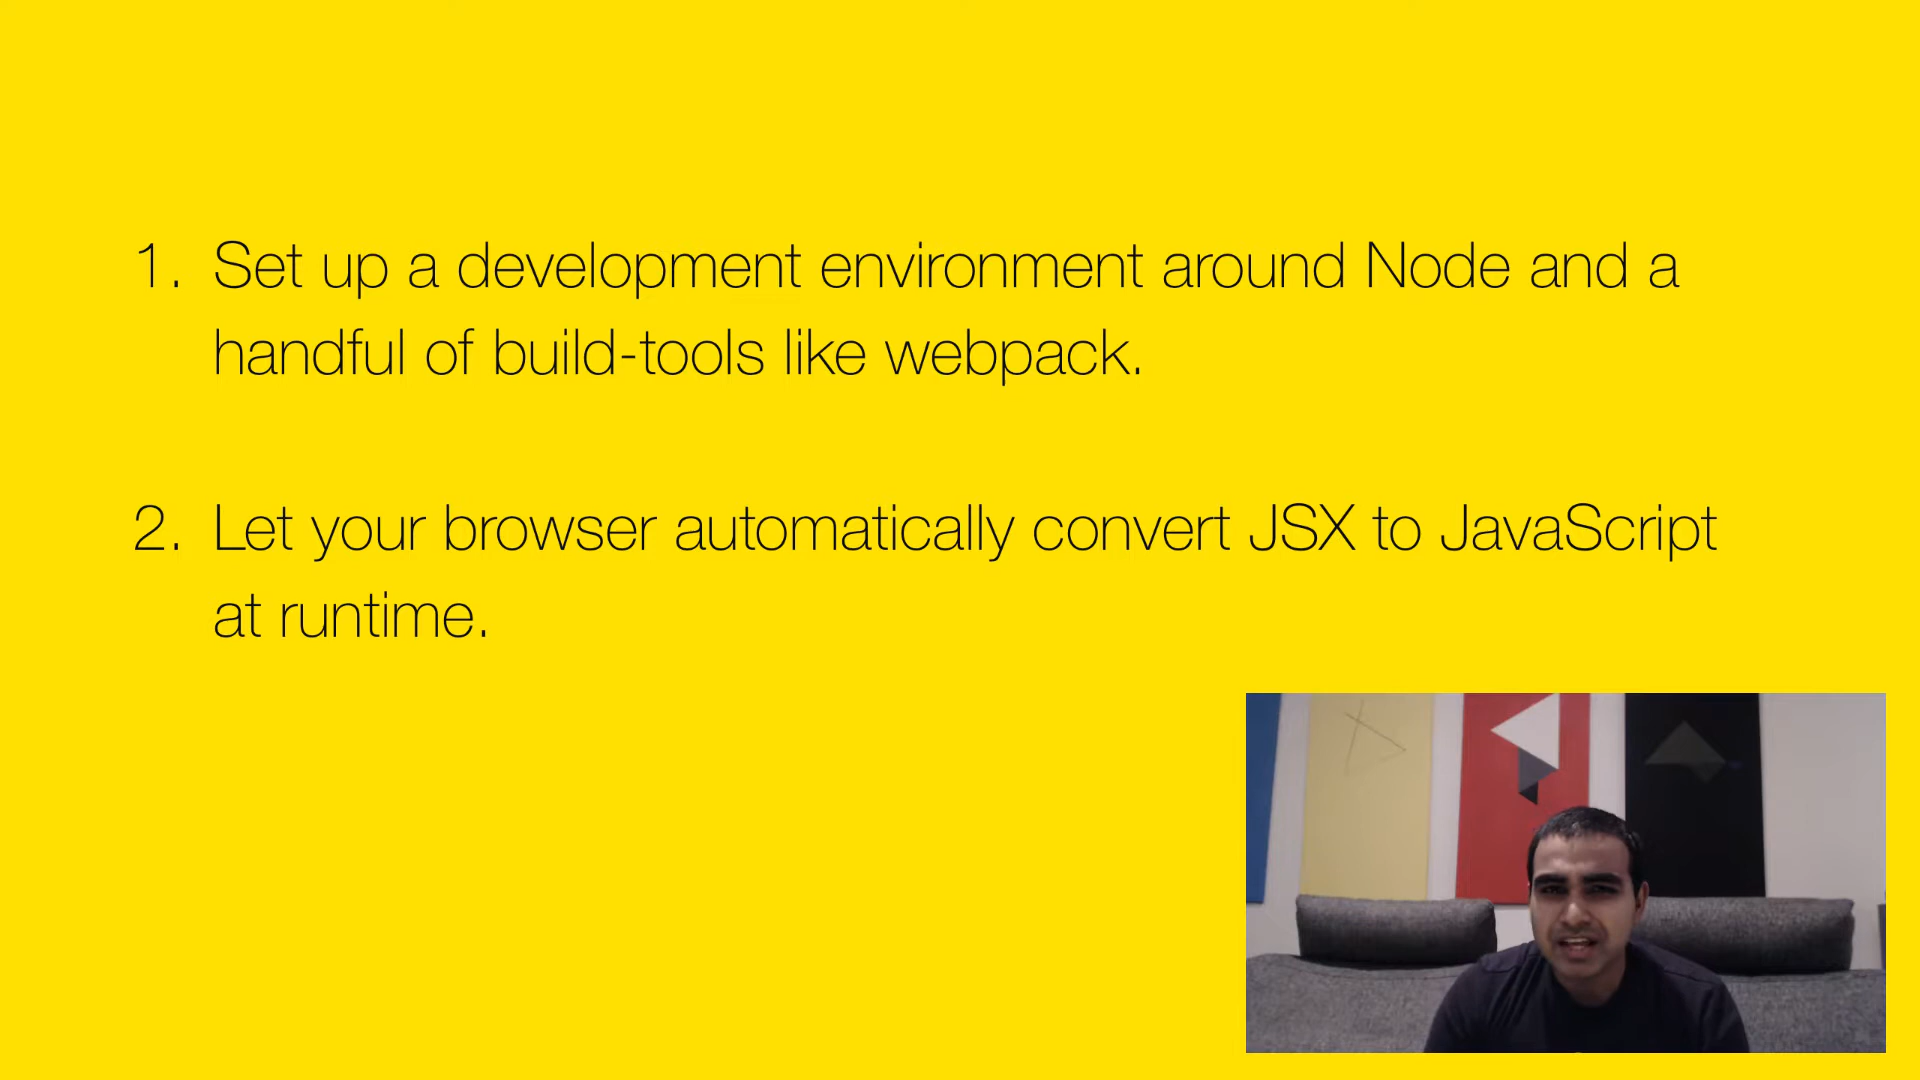 1. Set up a development environment around Node and a
handful of build-tools like webpack.
2. Let your browser automatically convert JSX to JavaScript
at runtime.